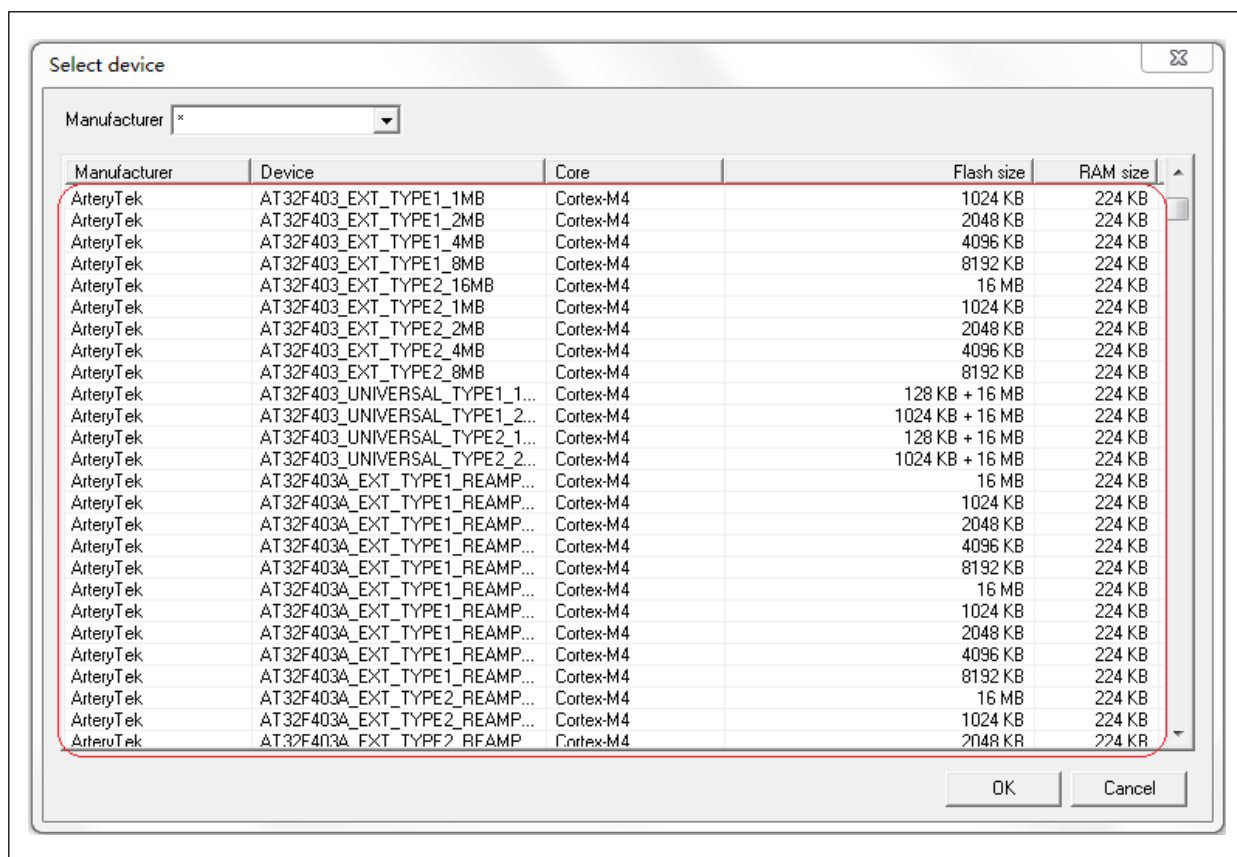 Select device
Manufacturer *
Manufacturer Device Core Flash size RAM size
ArteryTek AT32F403_EXT_TYPE1_1MB Cortex-M4 1024 KB 224 KB
ArteryTek AT32F403_EXT_TYPE1_2MB Cortex-M4 2048 KB 224 KB
ArteryTek AT32F403_EXT_TYPE1_4MB Cortex-M4 4096 KB 224 KB
ArteryTek AT32F403_EXT_TYPE1_8MB Cortex-M4 8192 KB 224 KB
ArteryTek AT32F403_EXT_TYPE2_16MB Cortex-M4 16 MB 224 KB
ArteryTek AT32F403_EXT_TYPE2_1MB Cortex-M4 1024 KB 224 KB
ArteryTek AT32F403_EXT_TYPE2_2MB Cortex-M4 2048 KB 224 KB
ArteryTek AT32F403_EXT_TYPE2_4MB Cortex-M4 4096 KB 224 KB
ArteryTek AT32F403_EXT_TYPE2_8MB Cortex-M4 8192 KB 224 KB
ArteryTek AT32F403_UNIVERSAL_TYPE1_1... Cortex-M4 128 KB + 16 MB 224 KB
ArteryTek AT32F403_UNIVERSAL_TYPE1_2... Cortex-M4 1024 KB + 16 MB 224 KB
ArteryTek AT32F403_UNIVERSAL_TYPE2_1... Cortex-M4 128 KB + 16 MB 224 KB
ArteryTek AT32F403_UNIVERSAL_TYPE2_2... Cortex-M4 1024 KB + 16 MB 224 KB
ArteryTek AT32F403A_EXT_TYPE1_REAMP... Cortex-M4 16 MB 224 KB
ArteryTek AT32F403A_EXT_TYPE1_REAMP... Cortex-M4 1024 KB 224 KB
ArteryTek AT32F403A_EXT_TYPE1_REAMP... Cortex-M4 2048 KB 224 KB
ArteryTek AT32F403A_EXT_TYPE1_REAMP... Cortex-M4 4096 KB 224 KB
ArteryTek AT32F403A_EXT_TYPE1_REAMP... Cortex-M4 8192 KB 224 KB
ArteryTek AT32F403A_EXT_TYPE1_REAMP... Cortex-M4 16 MB 224 KB
ArteryTek AT32F403A_EXT_TYPE1_REAMP... Cortex-M4 1024 KB 224 KB
ArteryTek AT32F403A_EXT_TYPE1_REAMP... Cortex-M4 2048 KB 224 KB
ArteryTek AT32F403A_EXT_TYPE1_REAMP... Cortex-M4 4096 KB 224 KB
ArteryTek AT32F403A_EXT_TYPE1_REAMP... Cortex-M4 8192 KB 224 KB
ArteryTek AT32F403A_EXT_TYPE2_REAMP... Cortex-M4 16 MB 224 KB
ArteryTek AT32F403A_EXT_TYPE2_REAMP... Cortex-M4 1024 KB 224 KB
ArteryTek AT32F403A_EXT_TYPE2_REAMP Cortex-M4 2048 KB 224 KB
OK Cancel